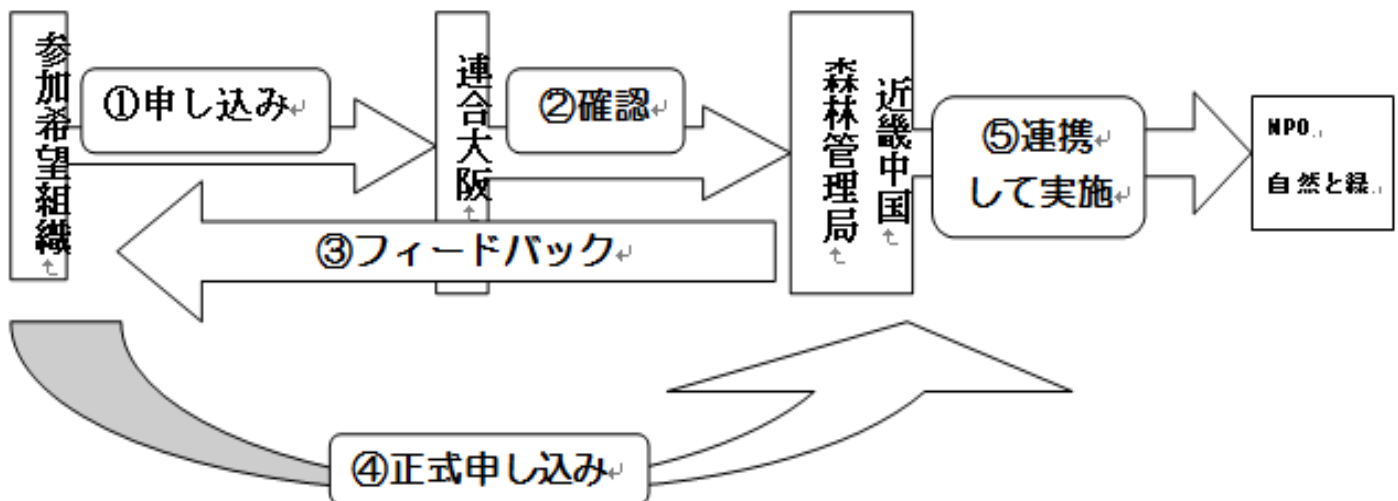 参加希望組織
①申し込み
連合大阪
②確認
近畿中国
森林管理局
⑤連携
して実施
NPO
自然と緑
③フィードバック
④正式申し込み